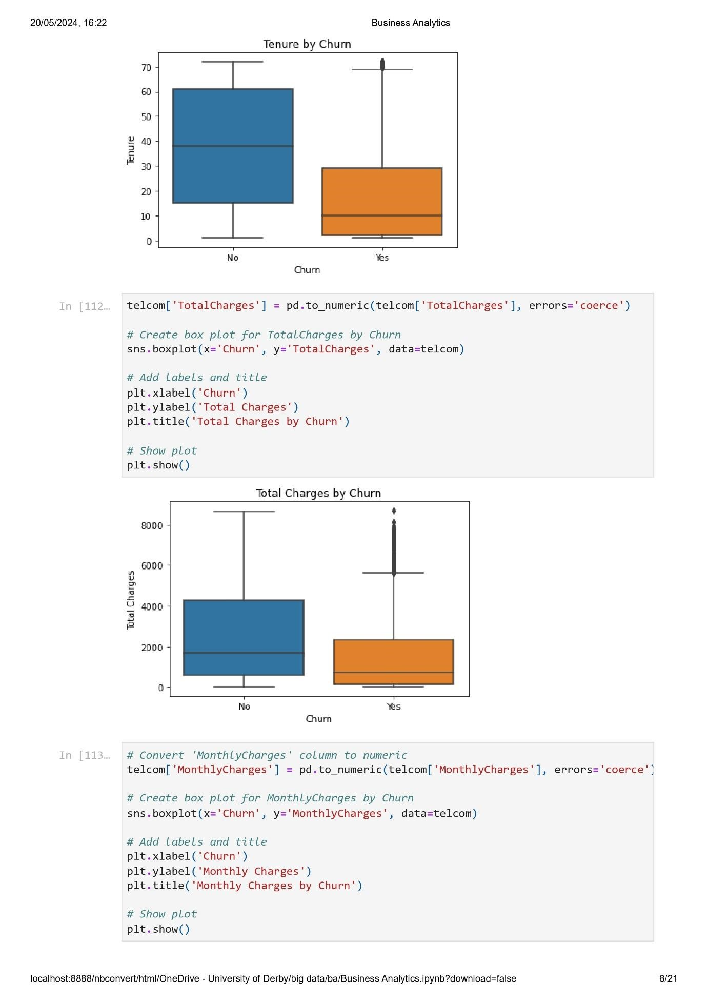 20/05/2024, 16:22 Business Analytics
Tenure by Churn
70
60
50
40
30
20
10
0
Tenure
No Yes
Churn
In [112…
telcom['TotalCharges'] = pd.to_numeric(telcom['TotalCharges'], errors='coerce')
# Create box plot for TotalCharges by Churn
sns.boxplot(x='Churn', y='TotalCharges', data=telcom)
# Add labels and title
plt.xlabel('Churn')
plt.ylabel('Total Charges')
plt.title('Total Charges by Churn')
# Show plot
plt.show()
Total Charges by Churn
8000
6000
4000
2000
0
Total Charges
No Yes
Churn
In [113…
# Convert 'MonthlyCharges' column to numeric
telcom['MonthlyCharges'] = pd.to_numeric(telcom['MonthlyCharges'], errors='coerce')
# Create box plot for MonthlyCharges by Churn
sns.boxplot(x='Churn', y='MonthlyCharges', data=telcom)
# Add labels and title
plt.xlabel('Churn')
plt.ylabel('Monthly Charges')
plt.title('Monthly Charges by Churn')
# Show plot
plt.show()
localhost:8888/nbconvert/html/OneDrive - University of Derby/big data/ba/Business Analytics.ipynb?download=false 8/21